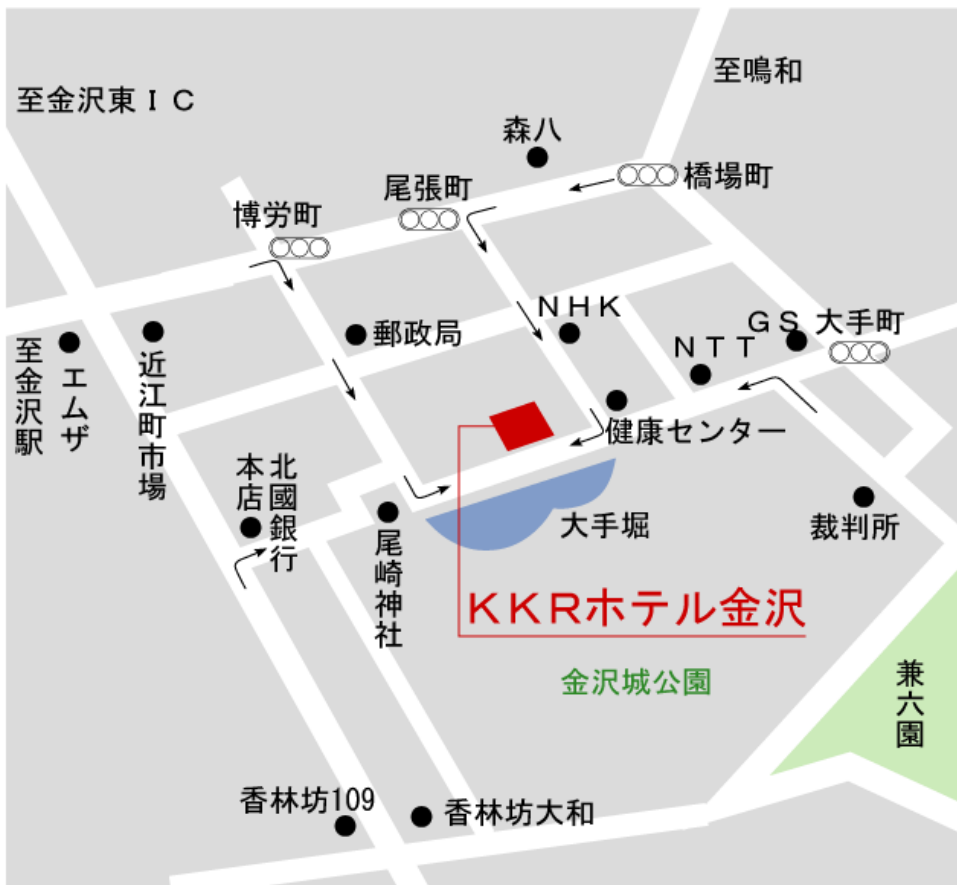 至鳴和
至金沢東ＩＣ
森八
橋場町
尾張町
博労町
ＮＨＫ
ＧＳ
大手町
郵政局
ＮＴＴ
至金沢駅
エムザ
近江町市場
健康センター
北國銀行
本店
大手堀
裁判所
尾崎神社
ＫＫＲホテル金沢
金沢城公園
兼六園
香林坊109
香林坊大和